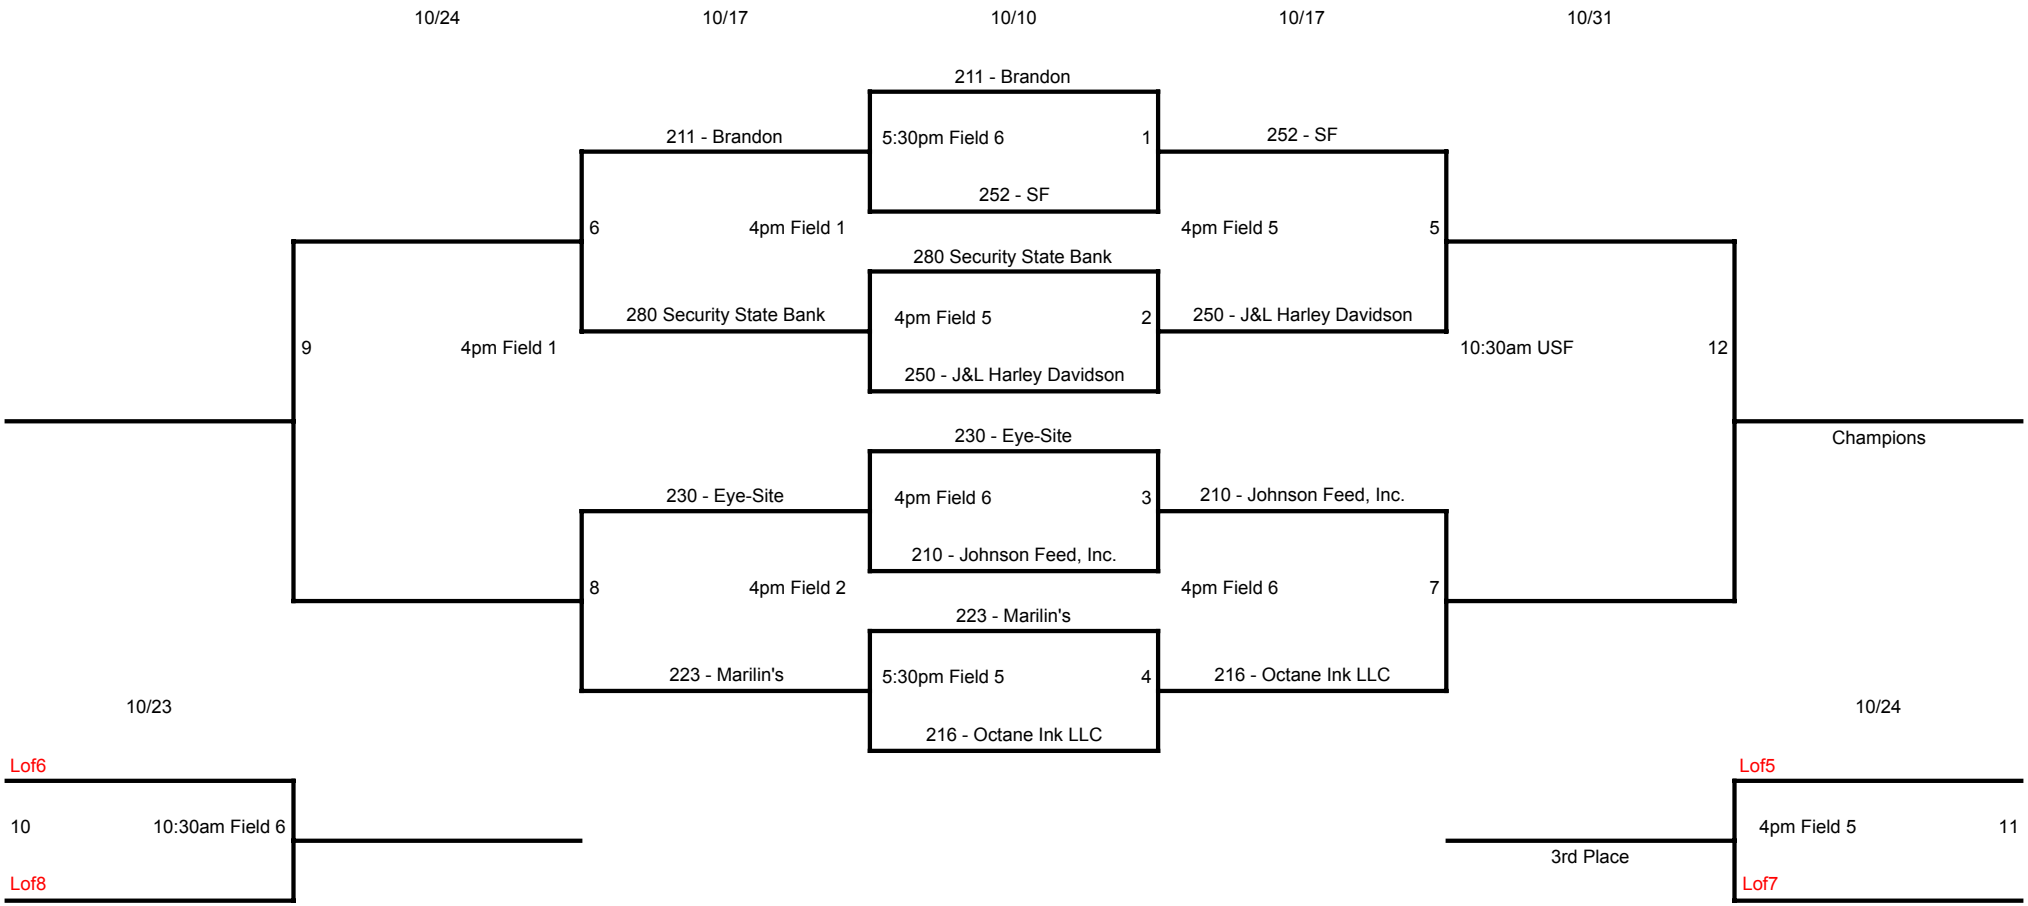 10/24 10/17 10/10 10/17 10/31
211 - Brandon
211 - Brandon 5:30pm Field 6 1 252 - SF
252 - SF
6 4pm Field 1 4pm Field 5 5
280 Security State Bank
280 Security State Bank 4pm Field 5 2 250 - J&L Harley Davidson
9 4pm Field 1 10:30am USF 12
250 - J&L Harley Davidson
230 - Eye-Site Champions
230 - Eye-Site 4pm Field 6 3 210 - Johnson Feed, Inc.
210 - Johnson Feed, Inc.
8 4pm Field 2 4pm Field 6 7
223 - Marilin's
223 - Marilin's 5:30pm Field 5 4 216 - Octane Ink LLC
10/23 10/24
216 - Octane Ink LLC
Lof6 Lof5
10 10:30am Field 6 4pm Field 5 11
3rd Place
Lof8 Lof7